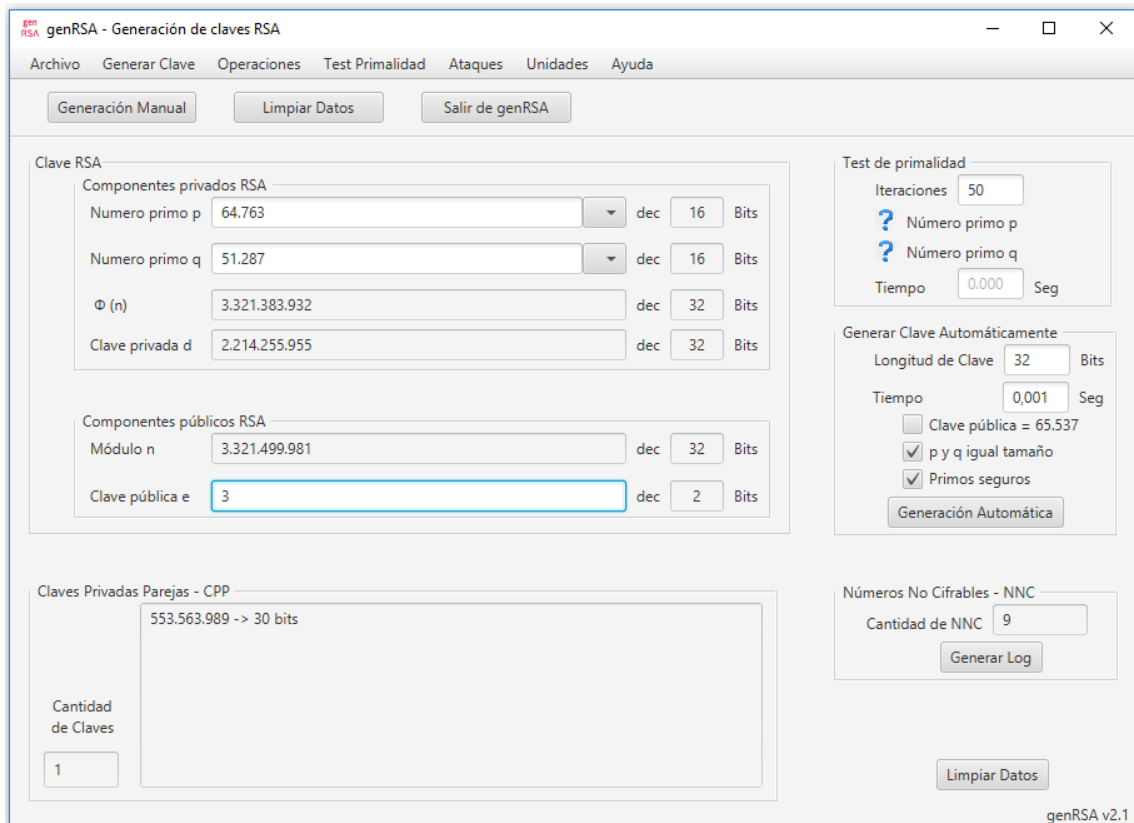 gen RSA genRSA - Generación de claves RSA
Archivo Generar Clave Operaciones Test Primalidad Ataques Unidades Ayuda
Generación Manual Limpiar Datos Salir de genRSA
Clave RSA
Componentes privados RSA
Numero primo p 64.763 dec 16 Bits
Numero primo q 51.287 dec 16 Bits
Φ (n) 3.321.383.932 dec 32 Bits
Clave privada d 2.214.255.955 dec 32 Bits
Componentes públicos RSA
Módulo n 3.321.499.981 dec 32 Bits
Clave pública e 3 dec 2 Bits
Test de primalidad
Iteraciones 50
? Número primo p
? Número primo q
Tiempo 0.000 Seg
Generar Clave Automáticamente
Longitud de Clave 32 Bits
Tiempo 0,001 Seg
Clave pública = 65.537
p y q igual tamaño
Primos seguros
Generación Automática
Claves Privadas Parejas - CPP
553.563.989 -> 30 bits
Cantidad
de Claves
1
Números No Cifrables - NNC
Cantidad de NNC 9
Generar Log
Limpiar Datos
genRSA v2.1